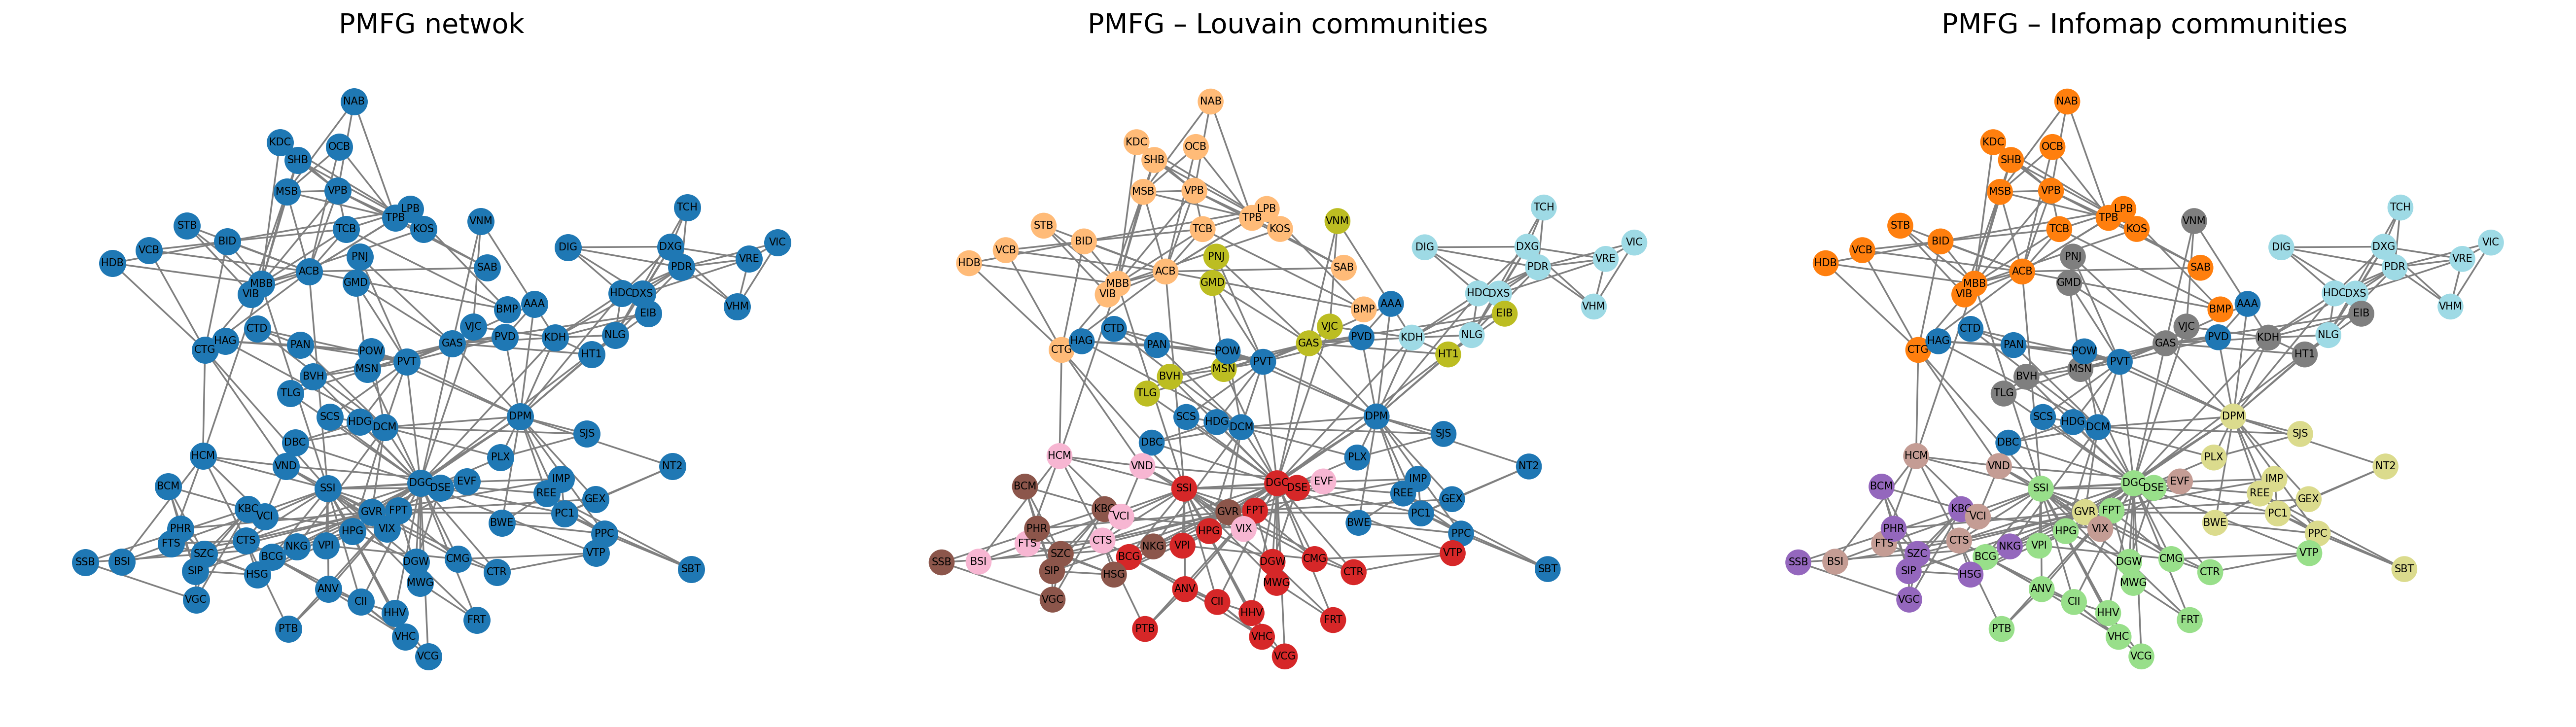 PMFG netwok
NAB
KDC
OCB
SHB
MSB
VPB
LPB
TPB
STB
VNM
TCB
KOS
TCH
BID
VCB
DIG
DXG
VIC
HDB
PNJ
VRE
SAB
PDR
ACB
MBB
GMD
VIB
HDC
DXS
AAA
BMP
VHM
EIB
CTD
VJC
NLG
HAG
PAN
GAS
PVD
KDH
CTG
POW
HT1
PVT
MSN
BVH
TLG
SCS
HDG
DCM
DPM
SJS
DBC
HCM
PLX
VND
NT2
BCM
SSI
DGC
DSE
EVF
IMP
REE
GEX
KBC
VCI
GVR
FPT
PC1
PHR
HPG
VIX
BWE
FTS
CTS
NKG
VPI
PPC
SZC
BCG
VTP
SSB
BSI
SIP
HSG
DGW
CMG
CTR
SBT
MWG
ANV
VGC
CII
HHV
FRT
PTB
VHC
VCG
PMFG – Louvain communities
NAB
KDC
OCB
SHB
MSB
VPB
LPB
TPB
STB
VNM
TCB
KOS
TCH
BID
VCB
DIG
DXG
VIC
HDB
PNJ
VRE
SAB
PDR
ACB
MBB
GMD
VIB
HDC
DXS
AAA
BMP
VHM
EIB
CTD
VJC
NLG
HAG
PAN
GAS
PVD
KDH
CTG
POW
HT1
PVT
MSN
BVH
TLG
SCS
HDG
DCM
DPM
SJS
DBC
HCM
PLX
VND
NT2
BCM
SSI
DGC
DSE
EVF
IMP
REE
GEX
KBC
VCI
GVR
FPT
PC1
PHR
HPG
VIX
BWE
FTS
CTS
NKG
VPI
PPC
SZC
BCG
VTP
SSB
BSI
SIP
HSG
DGW
CMG
CTR
SBT
MWG
ANV
VGC
CII
HHV
FRT
PTB
VHC
VCG
PMFG – Infomap communities
NAB
KDC
OCB
SHB
MSB
VPB
LPB
TPB
STB
VNM
TCB
KOS
TCH
BID
VCB
DIG
DXG
VIC
HDB
PNJ
VRE
SAB
PDR
ACB
MBB
GMD
VIB
HDC
DXS
AAA
BMP
VHM
EIB
CTD
VJC
NLG
HAG
PAN
GAS
PVD
KDH
CTG
POW
HT1
PVT
MSN
BVH
TLG
SCS
HDG
DCM
DPM
SJS
DBC
HCM
PLX
VND
NT2
BCM
SSI
DGC
DSE
EVF
IMP
REE
GEX
KBC
VCI
GVR
FPT
PC1
PHR
HPG
VIX
BWE
FTS
CTS
NKG
VPI
PPC
SZC
BCG
VTP
SSB
BSI
SIP
HSG
DGW
CMG
CTR
SBT
MWG
ANV
VGC
CII
HHV
FRT
PTB
VHC
VCG